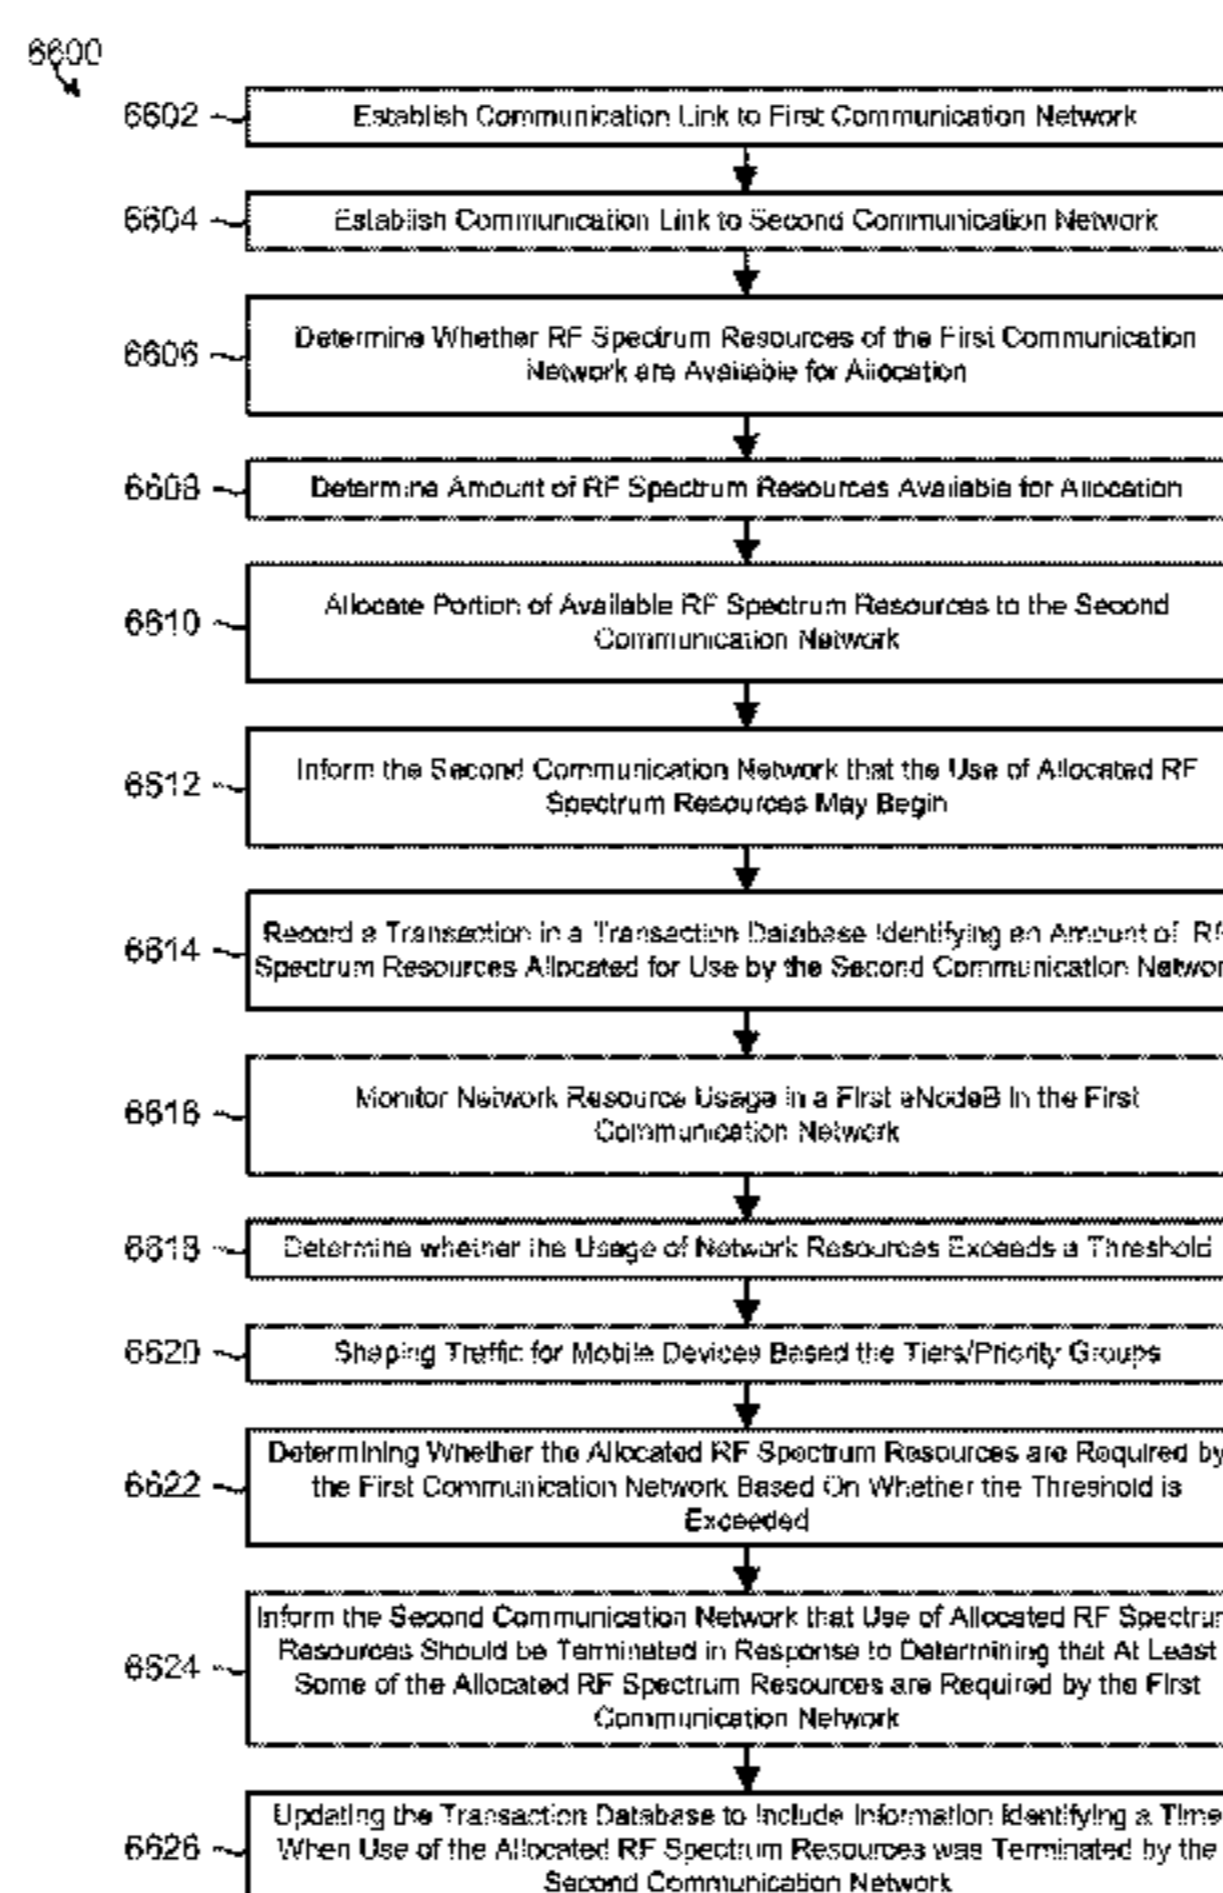 6600
6602 Establish Communication Link to First Communication Network
6604 Establish Communication Link to Second Communication Network
6606 Determine Whether RF Spectrum Resources of the First Communication
Network are Available for Allocation
6608 Determine Amount of RF Spectrum Resources Available for Allocation
6610 Allocate Portion of Available RF Spectrum Resources to the Second
Communication Network
6612 Inform the Second Communication Network that the Use of Allocated RF
Spectrum Resources May Begin
6614 Record a Transaction in a Transaction Database Identifying an Amount of RF
Spectrum Resources Allocated for Use by the Second Communication Networ
6616 Monitor Network Resource Usage in a First eNodeB in the First
Communication Network
6618 Determine whether the Usage of Network Resources Exceeds a Threshold
6620 Shaping Traffic for Mobile Devices Based the Tiers/Priority Groups
6622 Determining Whether the Allocated RF Spectrum Resources are Required by
the First Communication Network Based On Whether the Threshold is
Exceeded
6624 Inform the Second Communication Network that Use of Allocated RF Spectru
Resources Should be Terminated in Response to Determining that At Least
Some of the Allocated RF Spectrum Resources are Required by the First
Communication Network
6626 Updating the Transaction Database to Include Information Identifying a Time
When Use of the Allocated RF Spectrum Resources was Terminated by the
Second Communication Network